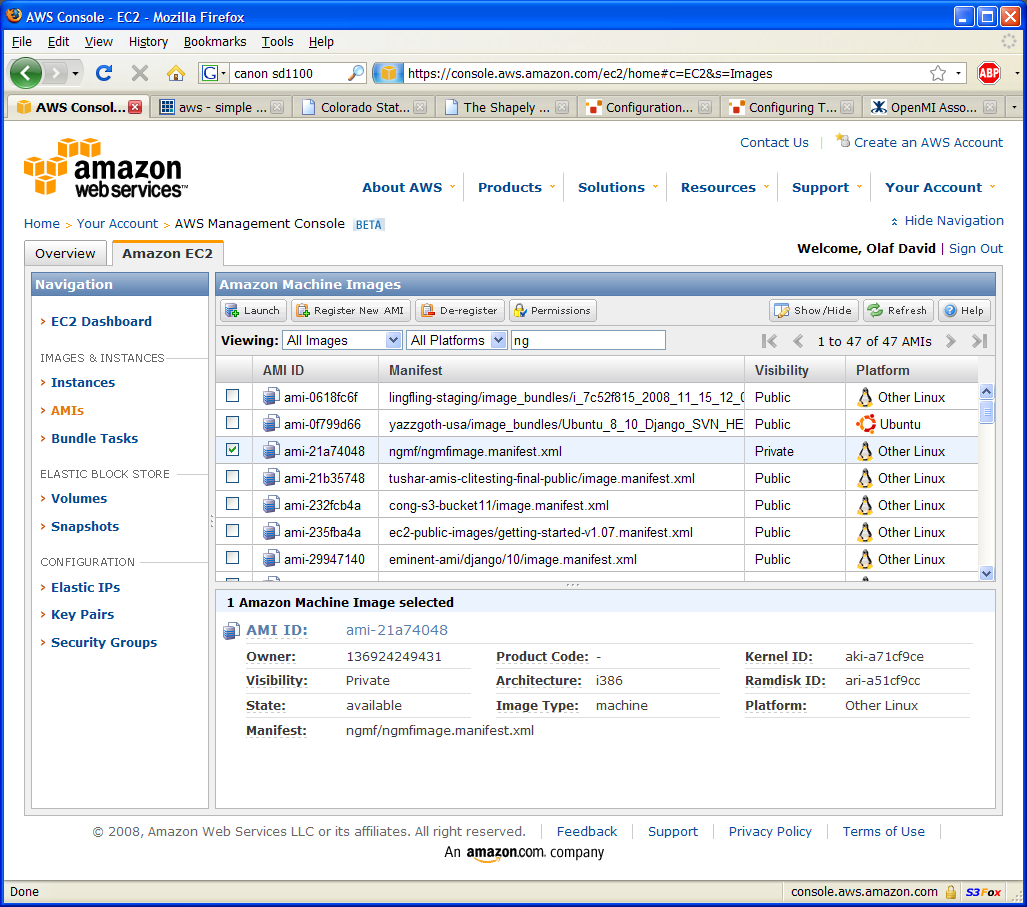 AWS Console - EC2 - Mozilla Firefox
File Edit View History Bookmarks Tools Help
G canon sd1100 https://console.aws.amazon.com/ec2/home#c=EC2&s=Images ABP
AWS Consol... aws - simple ... Colorado Stat... The Shapely ... Configuration... Configuring T... OpenMI Asso...
Contact Us | Create an AWS Account
amazon
web services™
About AWS Products Solutions Resources Support Your Account
Home > Your Account > AWS Management Console BETA
Hide Navigation
Overview Amazon EC2
Welcome, Olaf David | Sign Out
Navigation
EC2 Dashboard
IMAGES & INSTANCES
Instances
AMIs
Bundle Tasks
ELASTIC BLOCK STORE
Volumes
Snapshots
CONFIGURATION
Elastic IPs
Key Pairs
Security Groups
Amazon Machine Images
Launch Register New AMI De-register Permissions Show/Hide Refresh Help
Viewing: All Images All Platforms ng 1 to 47 of 47 AMIs
AMI ID Manifest Visibility Platform
ami-0618fc6f lingfling-staging/image_bundles/i_7c52f815_2008_11_15_12_0 Public Other Linux
ami-0f799d66 yazzgoth-usa/image_bundles/Ubuntu_8_10_Django_SVN_HE Public Ubuntu
ami-21a74048 ngmf/ngmfimage.manifest.xml Private Other Linux
ami-21b35748 tushar-amis-clitesting-final-public/image.manifest.xml Public Other Linux
ami-232fcb4a cong-s3-bucket11/image.manifest.xml Public Other Linux
ami-235fba4a ec2-public-images/getting-started-v1.07.manifest.xml Public Other Linux
ami-29947140 eminent-ami/django/10/image.manifest.xml Public Other Linux
1 Amazon Machine Image selected
AMI ID: ami-21a74048
Owner: 136924249431 Product Code: - Kernel ID: aki-a71cf9ce
Visibility: Private Architecture: i386 Ramdisk ID: ari-a51cf9cc
State: available Image Type: machine Platform: Other Linux
Manifest: ngmf/ngmfimage.manifest.xml
© 2008, Amazon Web Services LLC or its affiliates. All right reserved. | Feedback | Support | Privacy Policy | Terms of Use |
An amazon.com. company
Done console.aws.amazon.com S3Fox